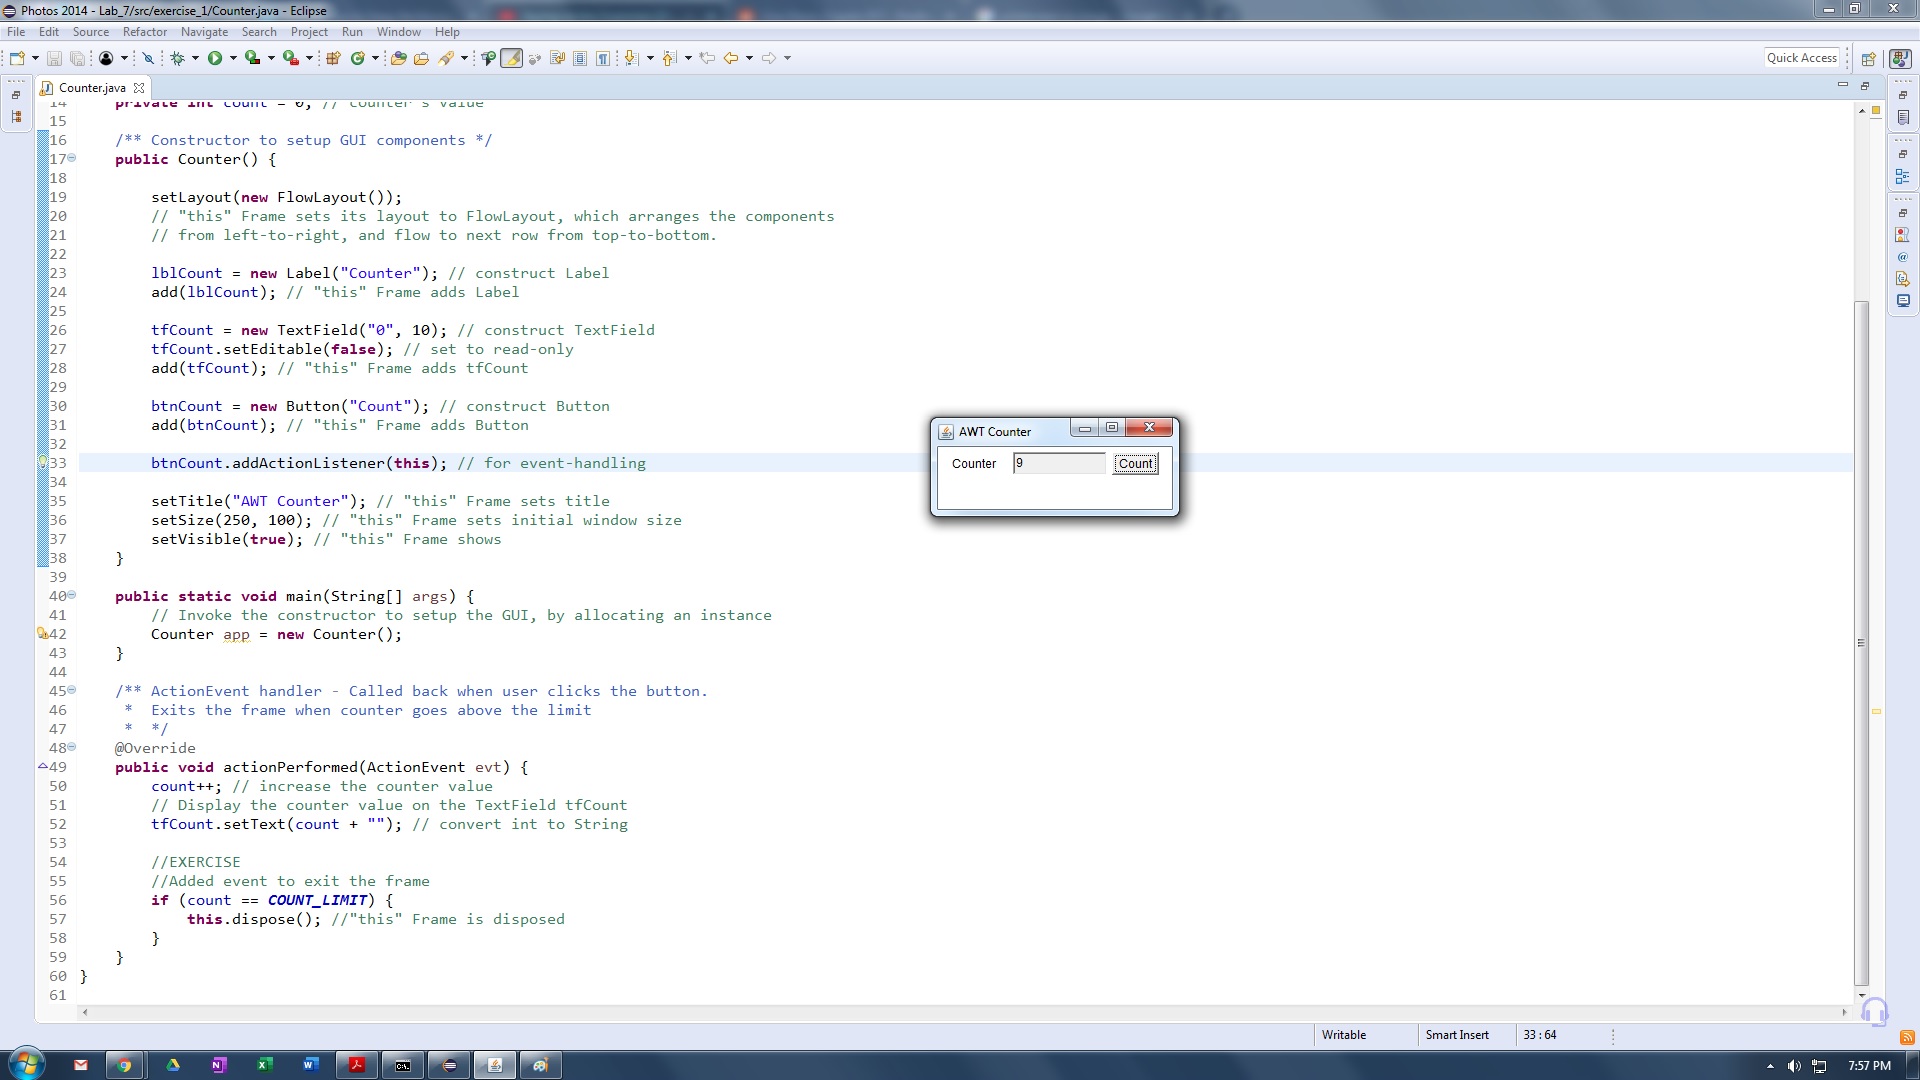 Photos 2014 - Lab_7/src/exercise_1/Counter.java - Eclipse
File Edit Source Refactor Navigate Search Project Run Window Help
Quick Access
Counter.java
14 private int count = 0; // counter's value
15
16 /** Constructor to setup GUI components */
17 public Counter() {
18
19 setLayout(new FlowLayout());
20 // "this" Frame sets its layout to FlowLayout, which arranges the components
21 // from left-to-right, and flow to next row from top-to-bottom.
22
23 lblCount = new Label("Counter"); // construct Label
24 add(lblCount); // "this" Frame adds Label
25
26 tfCount = new TextField("0", 10); // construct TextField
27 tfCount.setEditable(false); // set to read-only
28 add(tfCount); // "this" Frame adds tfCount
29
30 btnCount = new Button("Count"); // construct Button
31 add(btnCount); // "this" Frame adds Button
32
33 btnCount.addActionListener(this); // for event-handling
34
35 setTitle("AWT Counter"); // "this" Frame sets title
36 setSize(250, 100); // "this" Frame sets initial window size
37 setVisible(true); // "this" Frame shows
38 }
39
40 public static void main(String[] args) {
41 // Invoke the constructor to setup the GUI, by allocating an instance
42 Counter app = new Counter();
43 }
44
45 /** ActionEvent handler - Called back when user clicks the button.
46 * Exits the frame when counter goes above the limit
47 * */
48 @Override
49 public void actionPerformed(ActionEvent evt) {
50 count++; // increase the counter value
51 // Display the counter value on the TextField tfCount
52 tfCount.setText(count + ""); // convert int to String
53
54 //EXERCISE
55 //Added event to exit the frame
56 if (count == COUNT_LIMIT) {
57 this.dispose(); //"this" Frame is disposed
58 }
59 }
60 }
61
AWT Counter
Counter 9 Count
Writable Smart Insert 33 : 64
7:57 PM